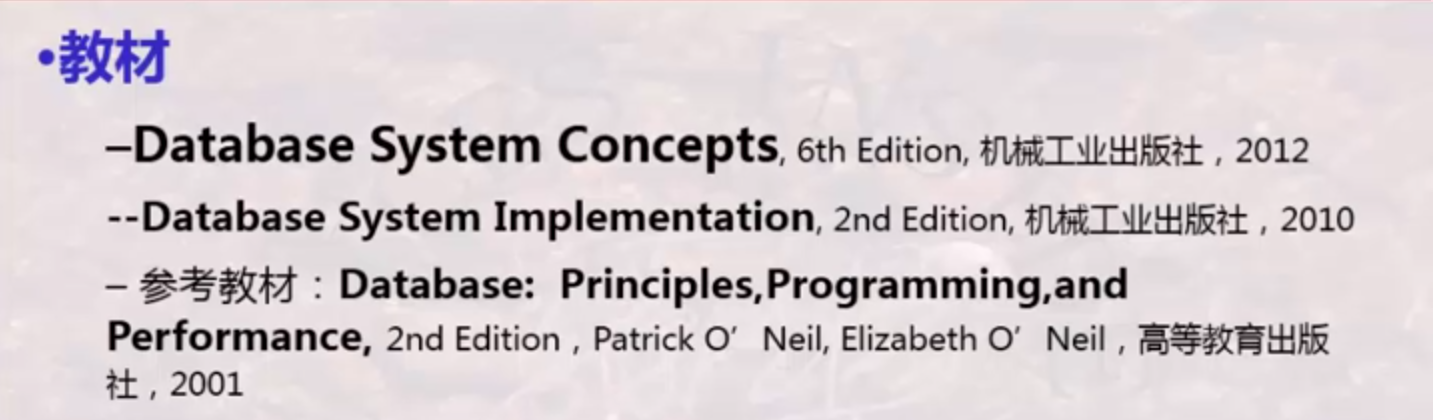 •教材
–Database System Concepts, 6th Edition, 机械工业出版社，2012
--Database System Implementation, 2nd Edition, 机械工业出版社，2010
– 参考教材：Database:  Principles,Programming,and
Performance, 2nd Edition，Patrick O’ Neil, Elizabeth O’ Neil，高等教育出版
社，2001